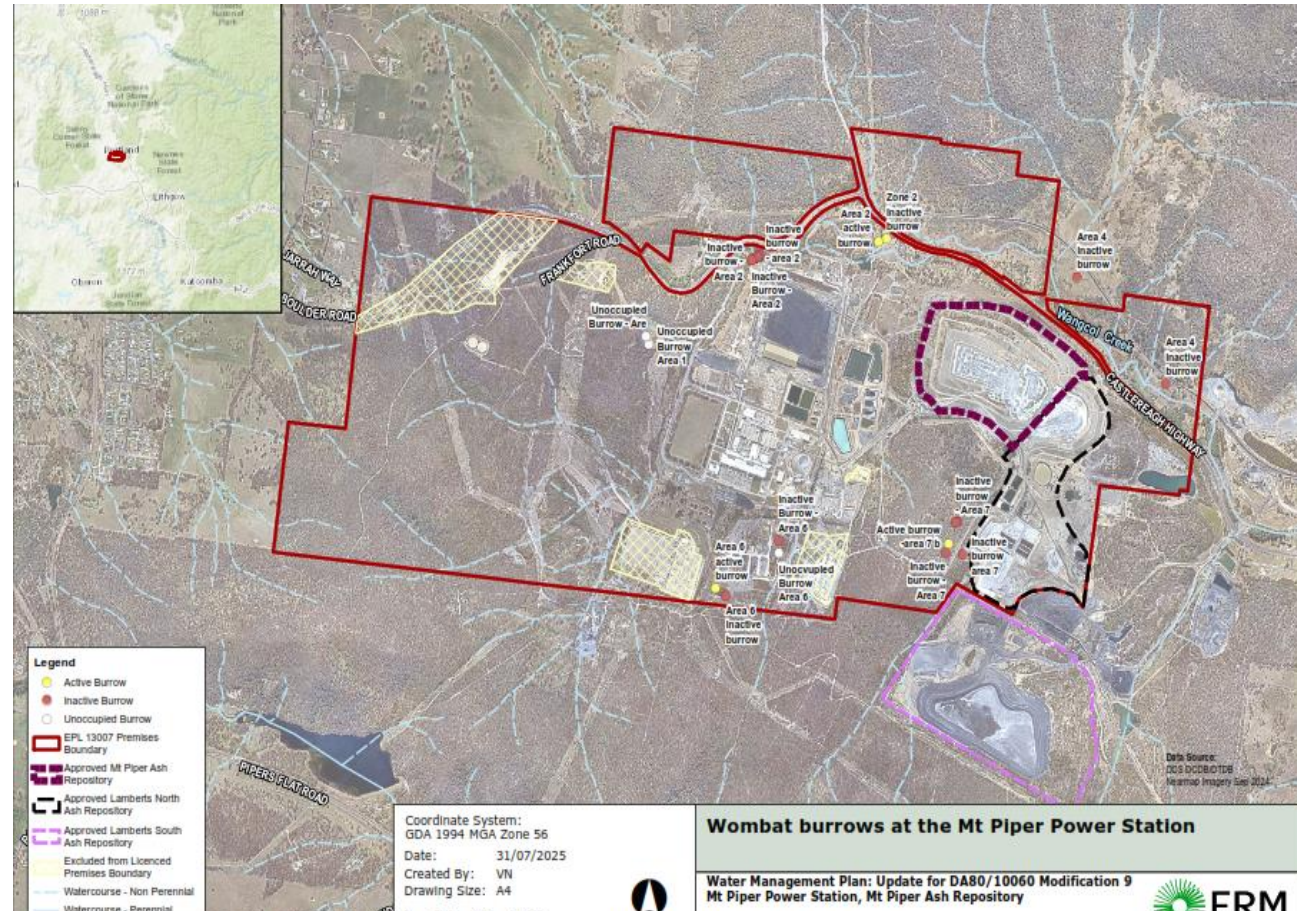 Portland
Lithgow
Oberon
Katoomba
JARRAH WAY
BOULDER ROAD
FRANKFORT ROAD
Inactive
burrow -
Area 2
Inactive
burrow
- area 2
Inactive
Burrow -
Area 2
Area 2
active
burrow
Zone 2
Inactive
burrow
Area 4
Inactive
burrow
Area 4
Inactive
burrow
Wangcol Creek
CASTLEREAGH HIGHWAY
Unoccupied
Burrow - Are
Unoccupied
Burrow
Area 1
Inactive
Burrow -
Area 6
Unocvupied
Burrow
Area 6
Area 6
active
burrow
Area 6
Inactive
burrow
Inactive
burrow
- Area 7
Active burrow
-area 7 b
Inactive
burrow -
Area 7
Inactive
burrow
area 7
PIPERS FLAT ROAD
Data Source:
DCS DCDB/DTDB
Nearmap Imagery Sep 2024
Legend
Active Burrow
Inactive Burrow
Unoccupied Burrow
EPL 13007 Premises
Boundary
Approved Mt Piper Ash
Repository
Approved Lamberts North
Ash Repository
Approved Lamberts South
Ash Repository
Excluded from Licenced
Premises Boundary
Watercourse - Non Perennial
Watercourse - Perennial
Coordinate System:
GDA 1994 MGA Zone 56
Date: 31/07/2025
Created By: VN
Drawing Size: A4
Wombat burrows at the Mt Piper Power Station
Water Management Plan: Update for DA80/10060 Modification 9
Mt Piper Power Station, Mt Piper Ash Repository
ERM